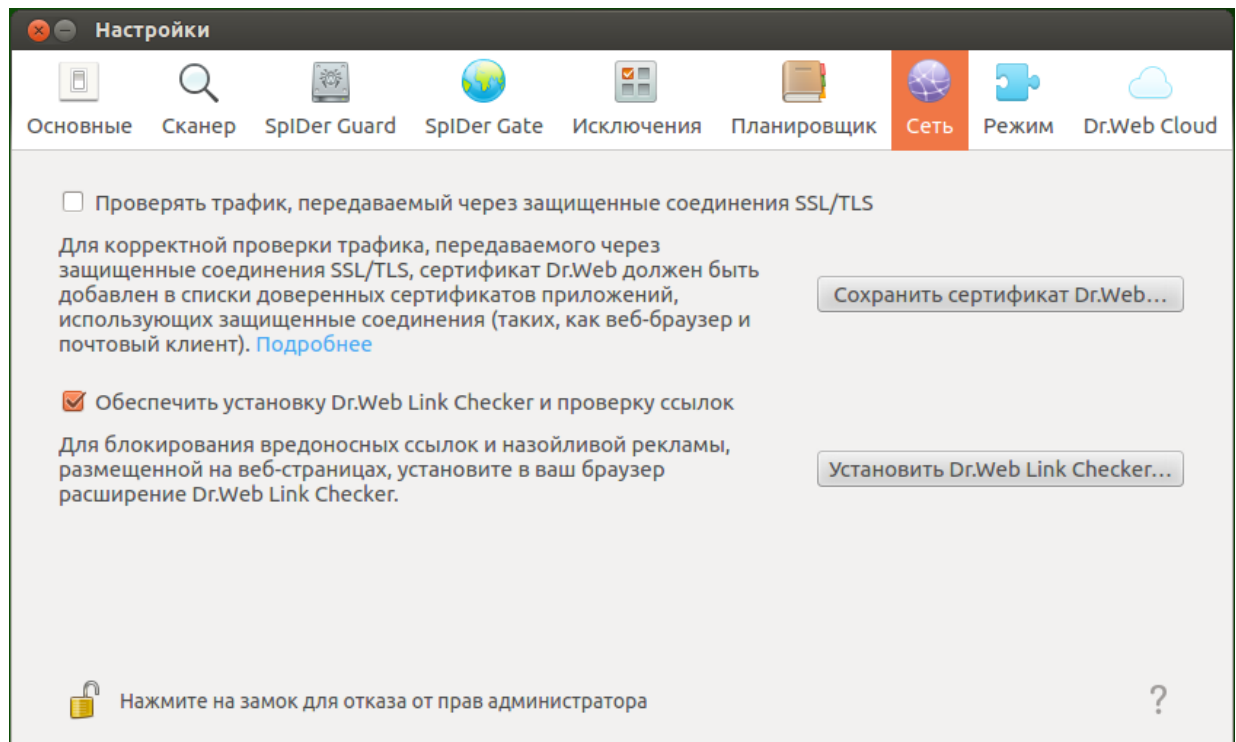 Настройки
Основные
Сканер
SpIDer Guard
SpIDer Gate
Исключения
Планировщик
Сеть
Режим
Dr.Web Cloud
Проверять трафик, передаваемый через защищенные соединения SSL/TLS
Для корректной проверки трафика, передаваемого через
защищенные соединения SSL/TLS, сертификат Dr.Web должен быть
добавлен в списки доверенных сертификатов приложений,
использующих защищенные соединения (таких, как веб-браузер и
почтовый клиент). Подробнее
Сохранить сертификат Dr.Web...
Обеспечить установку Dr.Web Link Checker и проверку ссылок
Для блокирования вредоносных ссылок и назойливой рекламы,
размещенной на веб-страницах, установите в ваш браузер
расширение Dr.Web Link Checker.
Установить Dr.Web Link Checker...
Нажмите на замок для отказа от прав администратора
?